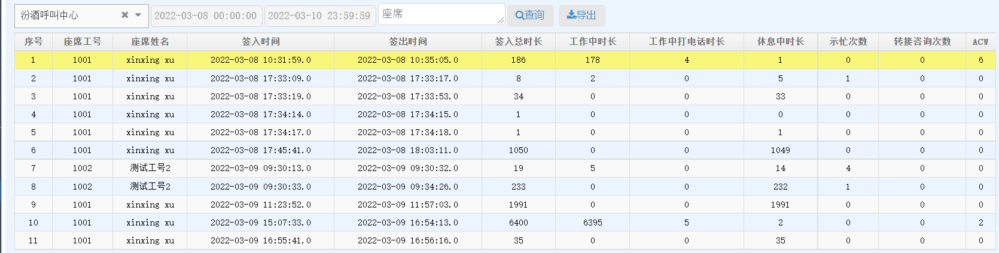 汾酒呼叫中心 2022-03-08 00:00:00 2022-03-10 23:59:59 座席 查询 导出
序号 座席工号 座席姓名 签入时间 签出时间 签入总时长 工作中时长 工作中打电话时长 休息中时长 示忙次数 转接咨询次数 ACW
1 1001 xinxing xu 2022-03-08 10:31:59.0 2022-03-08 10:35:05.0 186 178 4 1 0 0 6
2 1001 xinxing xu 2022-03-08 17:33:09.0 2022-03-08 17:33:17.0 8 2 0 5 1 0 0
3 1001 xinxing xu 2022-03-08 17:33:19.0 2022-03-08 17:33:53.0 34 0 0 33 0 0 0
4 1001 xinxing xu 2022-03-08 17:34:14.0 2022-03-08 17:34:15.0 1 0 0 0 0 0 0
5 1001 xinxing xu 2022-03-08 17:34:17.0 2022-03-08 17:34:18.0 1 0 0 1 0 0 0
6 1001 xinxing xu 2022-03-08 17:45:41.0 2022-03-08 18:03:11.0 1050 0 0 1049 0 0 0
7 1002 测试工号2 2022-03-09 09:30:13.0 2022-03-09 09:30:32.0 19 5 0 14 4 0 0
8 1002 测试工号2 2022-03-09 09:30:33.0 2022-03-09 09:34:26.0 233 0 0 232 1 0 0
9 1001 xinxing xu 2022-03-09 11:23:52.0 2022-03-09 11:57:03.0 1991 0 0 1991 0 0 0
10 1001 xinxing xu 2022-03-09 15:07:33.0 2022-03-09 16:54:13.0 6400 6395 5 2 0 0 2
11 1001 xinxing xu 2022-03-09 16:55:41.0 2022-03-09 16:56:16.0 35 0 0 35 0 0 0